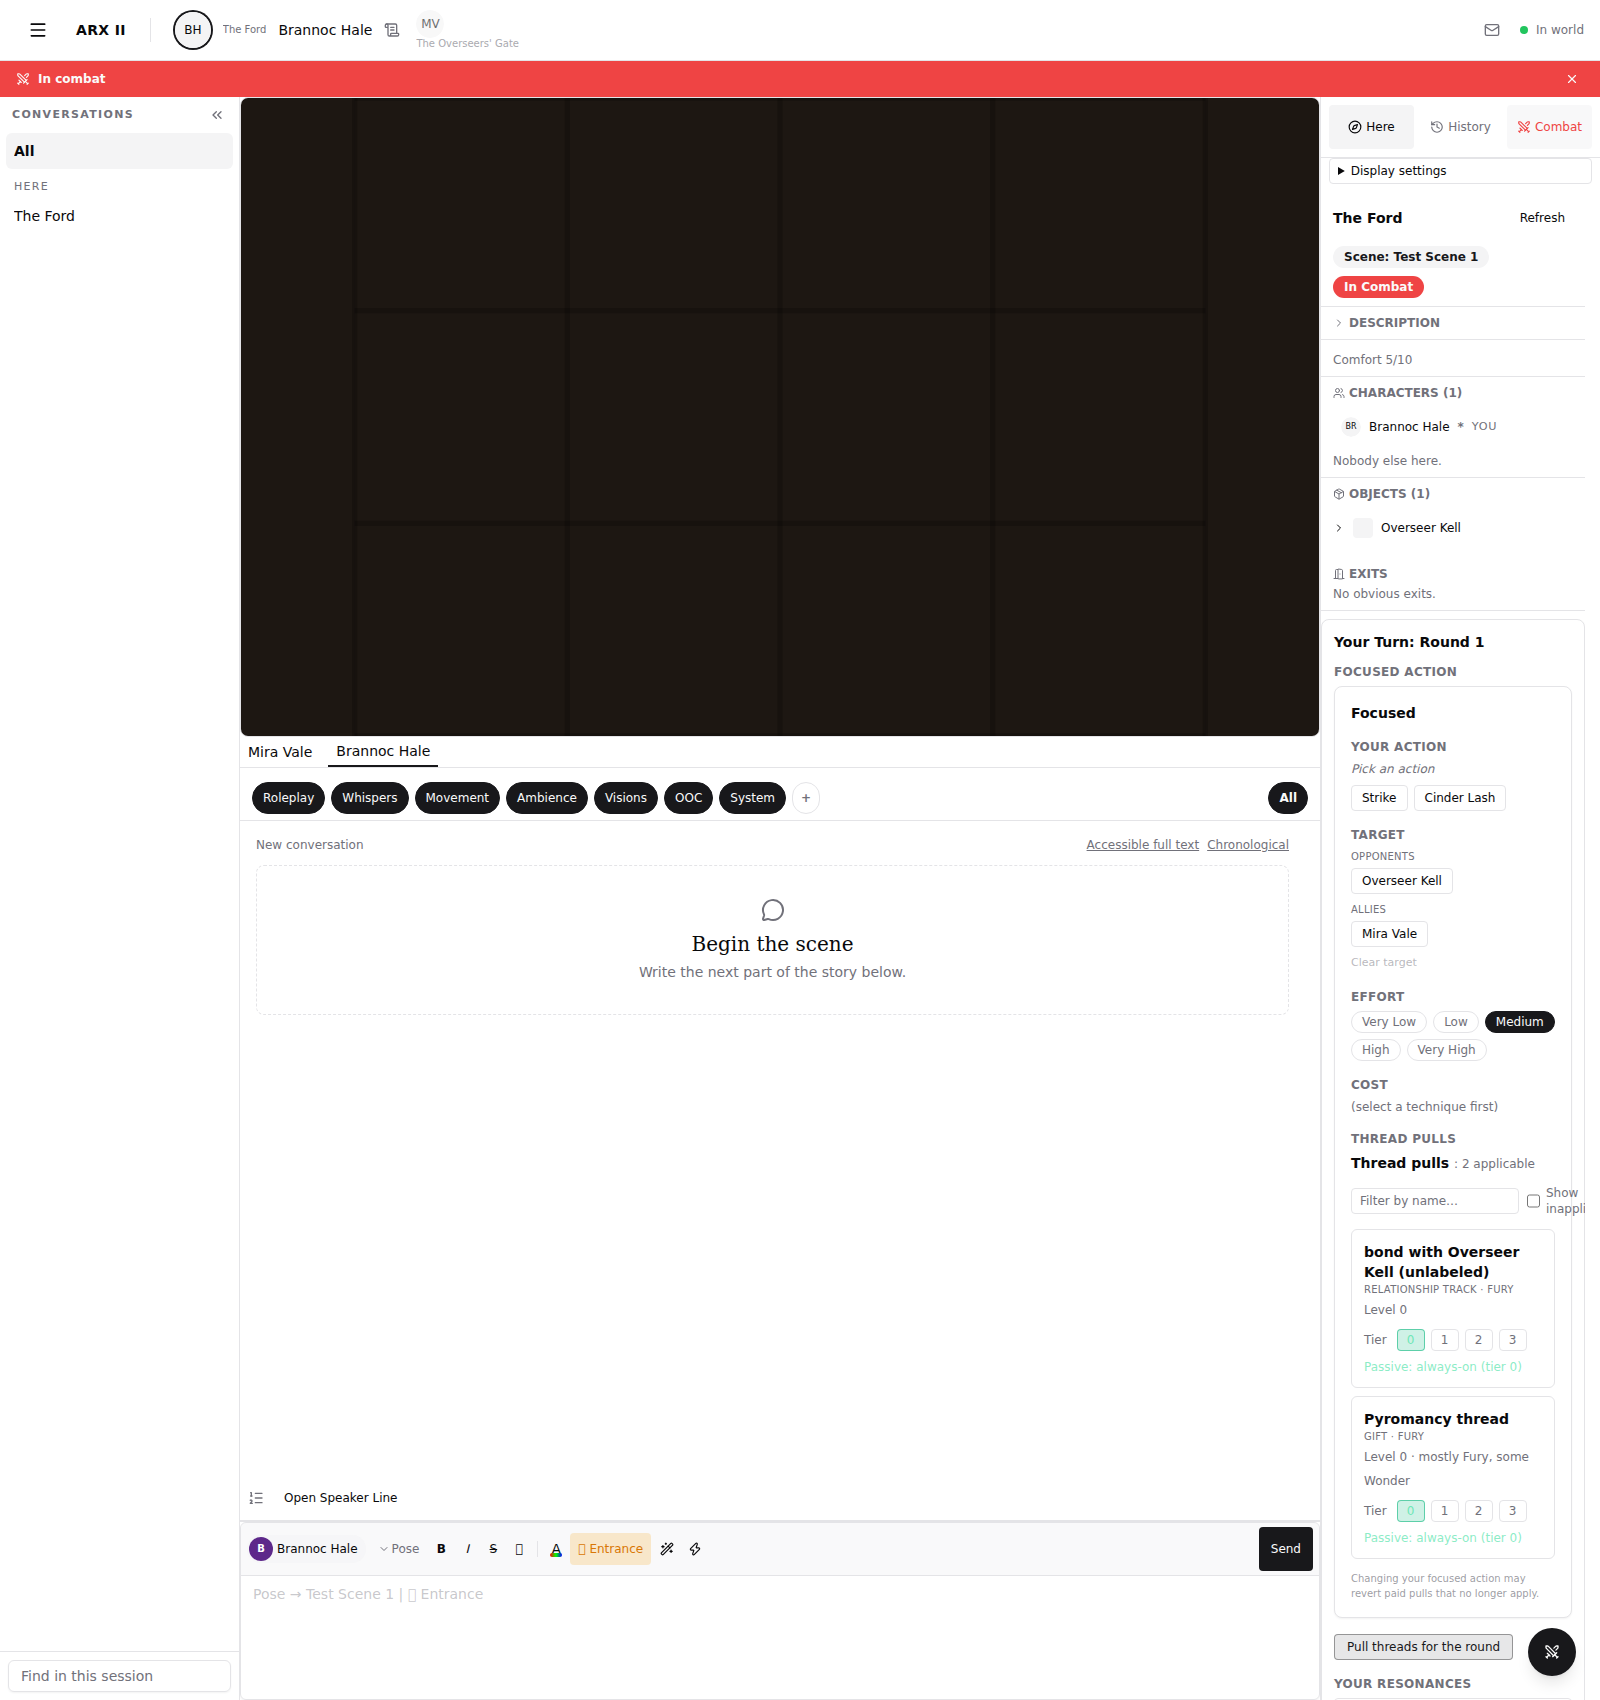 ARX II
BH
The Ford
Brannoc Hale
MV
The Overseers' Gate
In world
In combat
CONVERSATIONS
All
HERE
The Ford
Find in this session
Mira Vale
Brannoc Hale
Roleplay
Whispers
Movement
Ambience
Visions
OOC
System
+
All
New conversation
Accessible full text
Chronological
Begin the scene
Write the next part of the story below.
Open Speaker Line
B
Brannoc Hale
Pose
B
I
S
A
Entrance
Send
Pose → Test Scene 1 | Entrance
Here
History
Combat
Display settings
The Ford
Refresh
Scene: Test Scene 1
In Combat
DESCRIPTION
Comfort 5/10
CHARACTERS (1)
BR
Brannoc Hale * YOU
Nobody else here.
OBJECTS (1)
Overseer Kell
EXITS
No obvious exits.
Your Turn: Round 1
FOCUSED ACTION
Focused
YOUR ACTION
Pick an action
Strike
Cinder Lash
TARGET
OPPONENTS
Overseer Kell
ALLIES
Mira Vale
Clear target
EFFORT
Very Low
Low
Medium
High
Very High
COST
(select a technique first)
THREAD PULLS
Thread pulls : 2 applicable
Filter by name...
Show
inappli
bond with Overseer
Kell (unlabeled)
RELATIONSHIP TRACK · FURY
Level 0
Tier 0 1 2 3
Passive: always-on (tier 0)
Pyromancy thread
GIFT · FURY
Level 0 · mostly Fury, some
Wonder
Tier 0 1 2 3
Passive: always-on (tier 0)
Changing your focused action may
revert paid pulls that no longer apply.
Pull threads for the round
YOUR RESONANCES